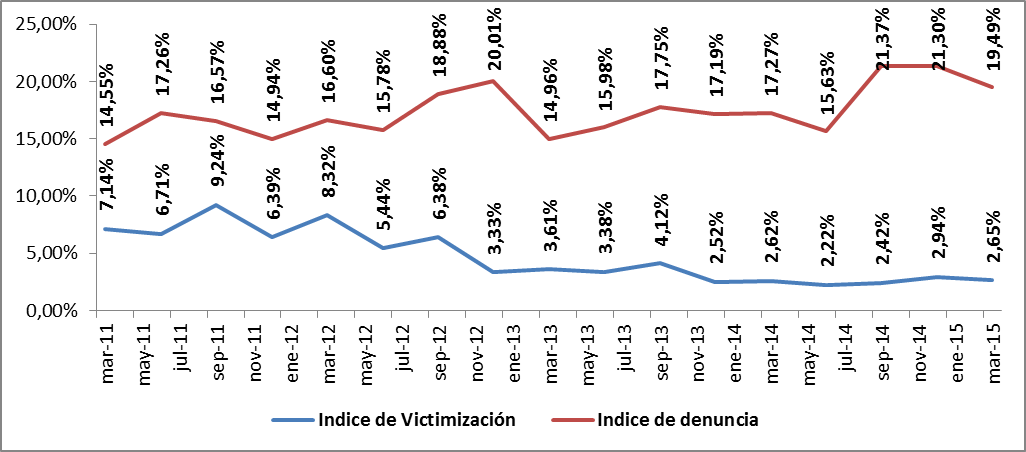 25,00%
20,00%
15,00%
10,00%
5,00%
0,00%
14,55%
17,26%
16,57%
14,94%
16,60%
15,78%
18,88%
20,01%
14,96%
15,98%
17,75%
17,19%
17,27%
15,63%
21,37%
21,30%
19,49%
7,14%
6,71%
9,24%
6,39%
8,32%
5,44%
6,38%
3,33%
3,61%
3,38%
4,12%
2,52%
2,62%
2,22%
2,42%
2,94%
2,65%
mar-11
may-11
jul-11
sep-11
nov-11
ene-12
mar-12
may-12
jul-12
sep-12
nov-12
ene-13
mar-13
may-13
jul-13
sep-13
nov-13
ene-14
mar-14
may-14
jul-14
sep-14
nov-14
ene-15
mar-15
Indice de Victimización
Indice de denuncia